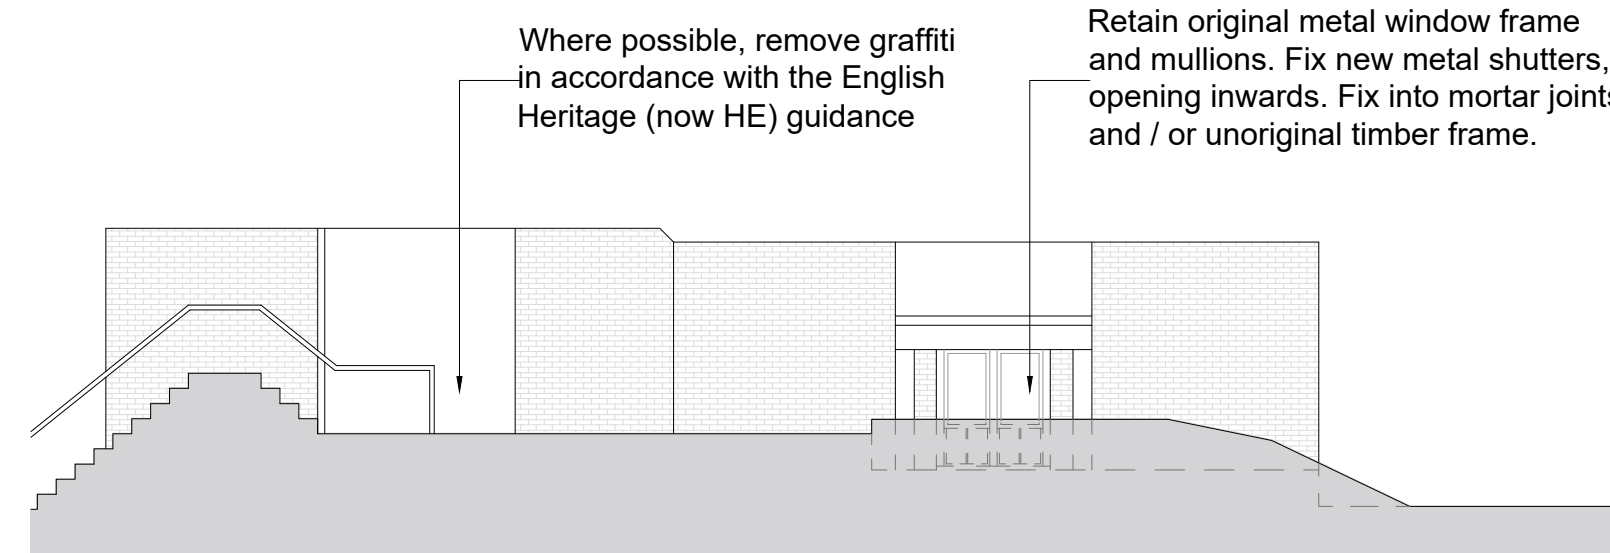 Where possible, remove graffiti
in accordance with the English
Heritage (now HE) guidance
Retain original metal window frame
and mullions. Fix new metal shutters,
opening inwards. Fix into mortar joints
and / or unoriginal timber frame.